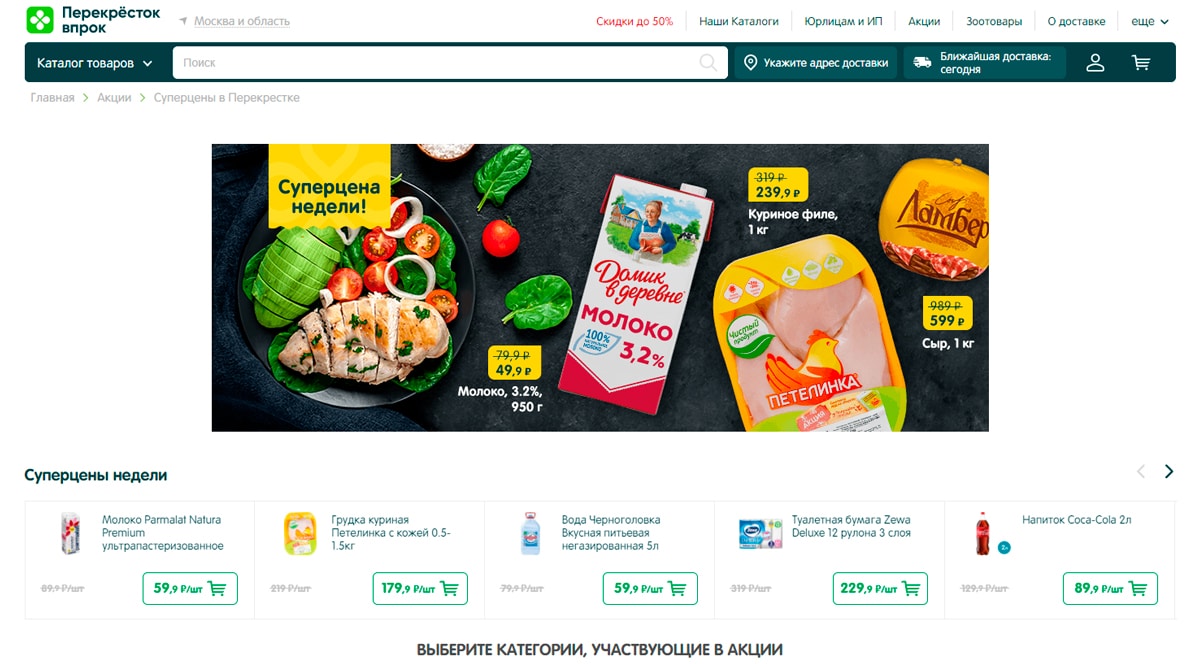 Перекрёсток
впрок
Москва и область
Скидки до 50%
Наши Каталоги
Юрлицам и ИП
Акции
Зоотовары
О доставке
еще
Каталог товаров
Поиск
Укажите адрес доставки
Ближайшая доставка:
сегодня
Главная > Акции > Суперцены в Перекрестке
Суперцена
недели!
319 ₽
239,9 ₽
Куриное филе,
1 кг
Сыр
Ламбер
Домик
в деревне
МОЛОКО
100%
3,2%
Чистый
продукт
ПЕТЕЛИНКА
АКЦИЯ
989 ₽
599 ₽
Сыр, 1 кг
79,9 ₽
49,9 ₽
Молоко, 3.2%,
950 г
Суперцены недели
Молоко Parmalat Natura
Premium
ультрапастеризованное
89,9 ₽/шт
59,9 ₽/шт
Грудка куриная
Петелинка с кожей 0.5-
1.5кг
219 ₽/шт
179,9 ₽/шт
Вода Черноголовка
Вкусная питьевая
негазированная 5л
79,9 ₽/шт
59,9 ₽/шт
Zewa
Туалетная бумага Zewa
Deluxe 12 рулона 3 слоя
319 ₽/шт
229,9 ₽/шт
2л
Напиток Coca-Cola 2л
129,9 ₽/шт
89,9 ₽/шт
ВЫБЕРИТЕ КАТЕГОРИИ, УЧАСТВУЮЩИЕ В АКЦИИ